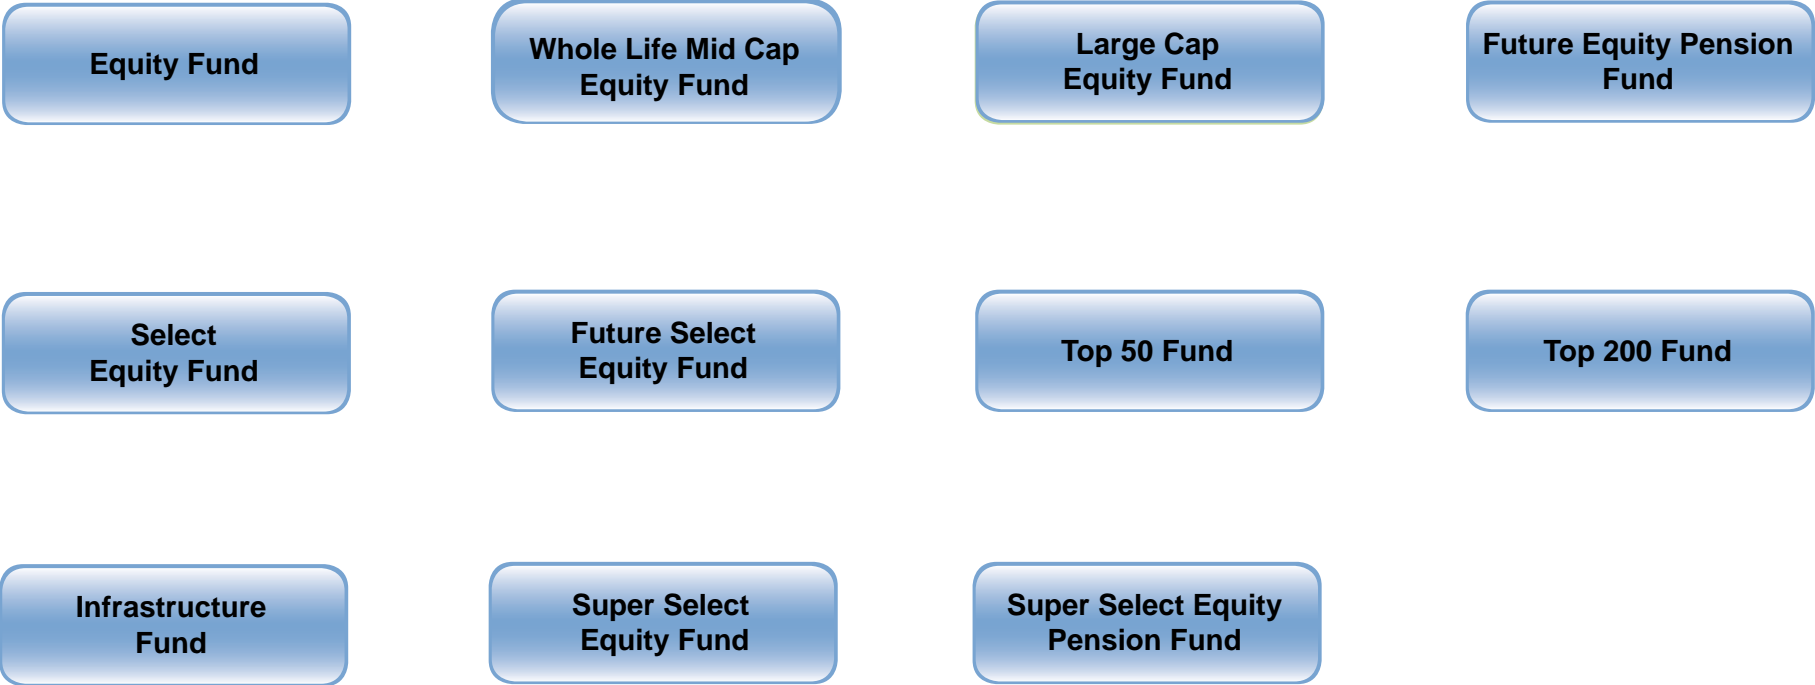 Equity Fund
Whole Life Mid Cap
Equity Fund
Large Cap
Equity Fund
Future Equity Pension
Fund
Select
Equity Fund
Future Select
Equity Fund
Top 50 Fund
Top 200 Fund
Infrastructure
Fund
Super Select
Equity Fund
Super Select Equity
Pension Fund